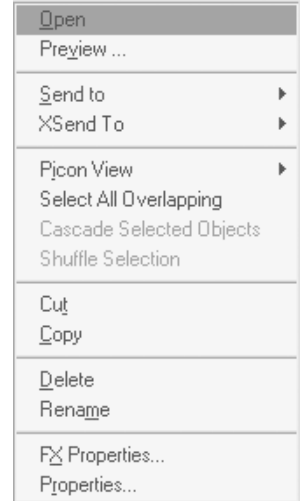 Open
Preview ...
Send to
XSend To
Picon View
Select All Overlapping
Cascade Selected Objects
Shuffle Selection
Cut
Copy
Delete
Rename
FX Properties...
Properties...